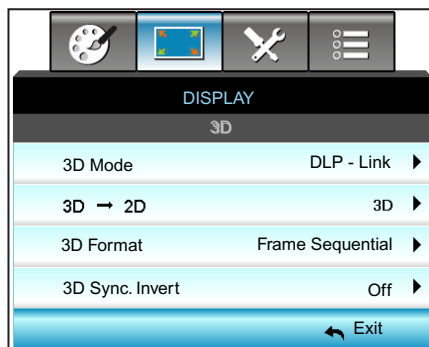 DISPLAY
3D
3D Mode DLP - Link
3D → 2D 3D
3D Format Frame Sequential
3D Sync. Invert Off
Exit